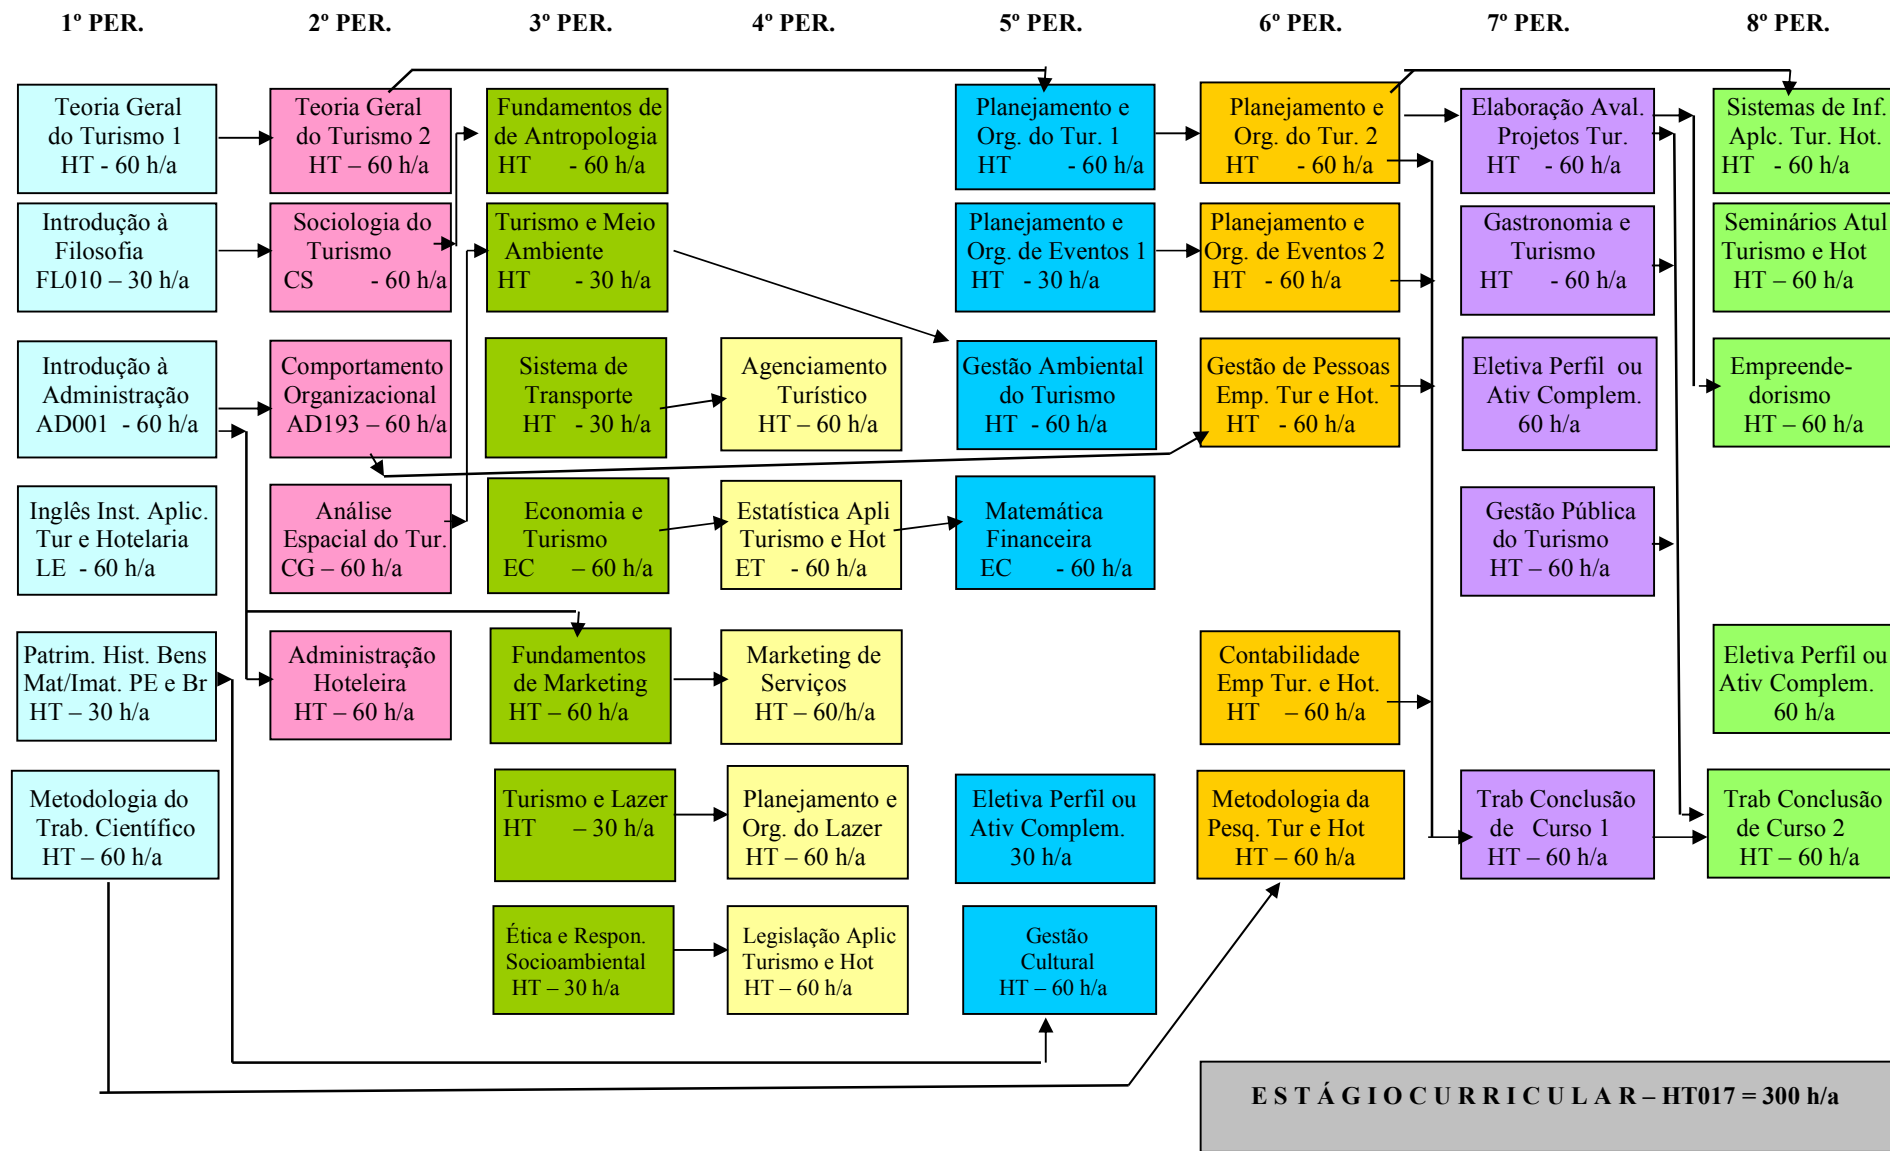 1º PER.
2º PER.
3º PER.
4º PER.
5º PER.
6º PER.
7º PER.
8º PER.
Teoria Geral
do Turismo 1
HT - 60 h/a
Introdução à
Filosofia
FL010 – 30 h/a
Introdução à
Administração
AD001 - 60 h/a
Inglês Inst. Aplic.
Tur e Hotelaria
LE - 60 h/a
Patrim. Hist. Bens
Mat/Imat. PE e Br
HT – 30 h/a
Metodologia do
Trab. Científico
HT – 60 h/a
Teoria Geral
do Turismo 2
HT – 60 h/a
Sociologia do
Turismo
CS - 60 h/a
Comportamento
Organizacional
AD193 – 60 h/a
Análise
Espacial do Tur.
CG – 60 h/a
Administração
Hoteleira
HT – 60 h/a
Fundamentos de
de Antropologia
HT - 60 h/a
Turismo e Meio
Ambiente
HT - 30 h/a
Sistema de
Transporte
HT - 30 h/a
Economia e
Turismo
EC – 60 h/a
Fundamentos
de Marketing
HT – 60 h/a
Turismo e Lazer
HT – 30 h/a
Ética e Respon.
Socioambiental
HT – 30 h/a
Agenciamento
Turístico
HT – 60 h/a
Estatística Apli
Turismo e Hot
ET - 60 h/a
Marketing de
Serviços
HT – 60/h/a
Planejamento e
Org. do Lazer
HT – 60 h/a
Legislação Aplic
Turismo e Hot
HT – 60 h/a
Planejamento e
Org. do Tur. 1
HT - 60 h/a
Planejamento e
Org. de Eventos 1
HT - 30 h/a
Gestão Ambiental
do Turismo
HT - 60 h/a
Matemática
Financeira
EC - 60 h/a
Eletiva Perfil ou
Ativ Complem.
30 h/a
Gestão
Cultural
HT – 60 h/a
Planejamento e
Org. do Tur. 2
HT - 60 h/a
Planejamento e
Org. de Eventos 2
HT - 60 h/a
Gestão de Pessoas
Emp. Tur e Hot.
HT - 60 h/a
Contabilidade
Emp Tur. e Hot.
HT – 60 h/a
Metodologia da
Pesq. Tur e Hot
HT – 60 h/a
Elaboração Aval.
Projetos Tur.
HT - 60 h/a
Gastronomia e
Turismo
HT - 60 h/a
Eletiva Perfil ou
Ativ Complem.
60 h/a
Gestão Pública
do Turismo
HT – 60 h/a
Trab Conclusão
de Curso 1
HT – 60 h/a
Sistemas de Inf.
Aplc. Tur. Hot.
HT - 60 h/a
Seminários Atul
Turismo e Hot
HT – 60 h/a
Empreende-
dorismo
HT – 60 h/a
Eletiva Perfil ou
Ativ Complem.
60 h/a
Trab Conclusão
de Curso 2
HT – 60 h/a
E S T Á G I O C U R R I C U L A R – HT017 = 300 h/a